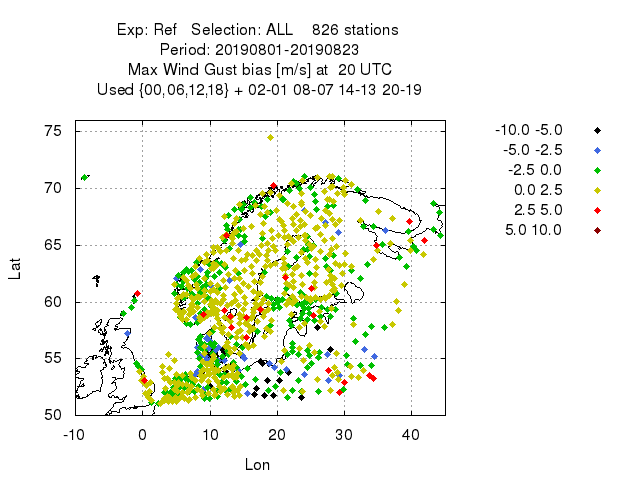 Exp: Ref Selection: ALL 826 stations
Period: 20190801-20190823
Max Wind Gust bias [m/s] at 20 UTC
Used {00,06,12,18} + 02-01 08-07 14-13 20-19
-10.0 -5.0
-5.0 -2.5
-2.5 0.0
0.0 2.5
2.5 5.0
5.0 10.0
75
70
65
60
55
50
Lat
-10 0 10 20 30 40
Lon